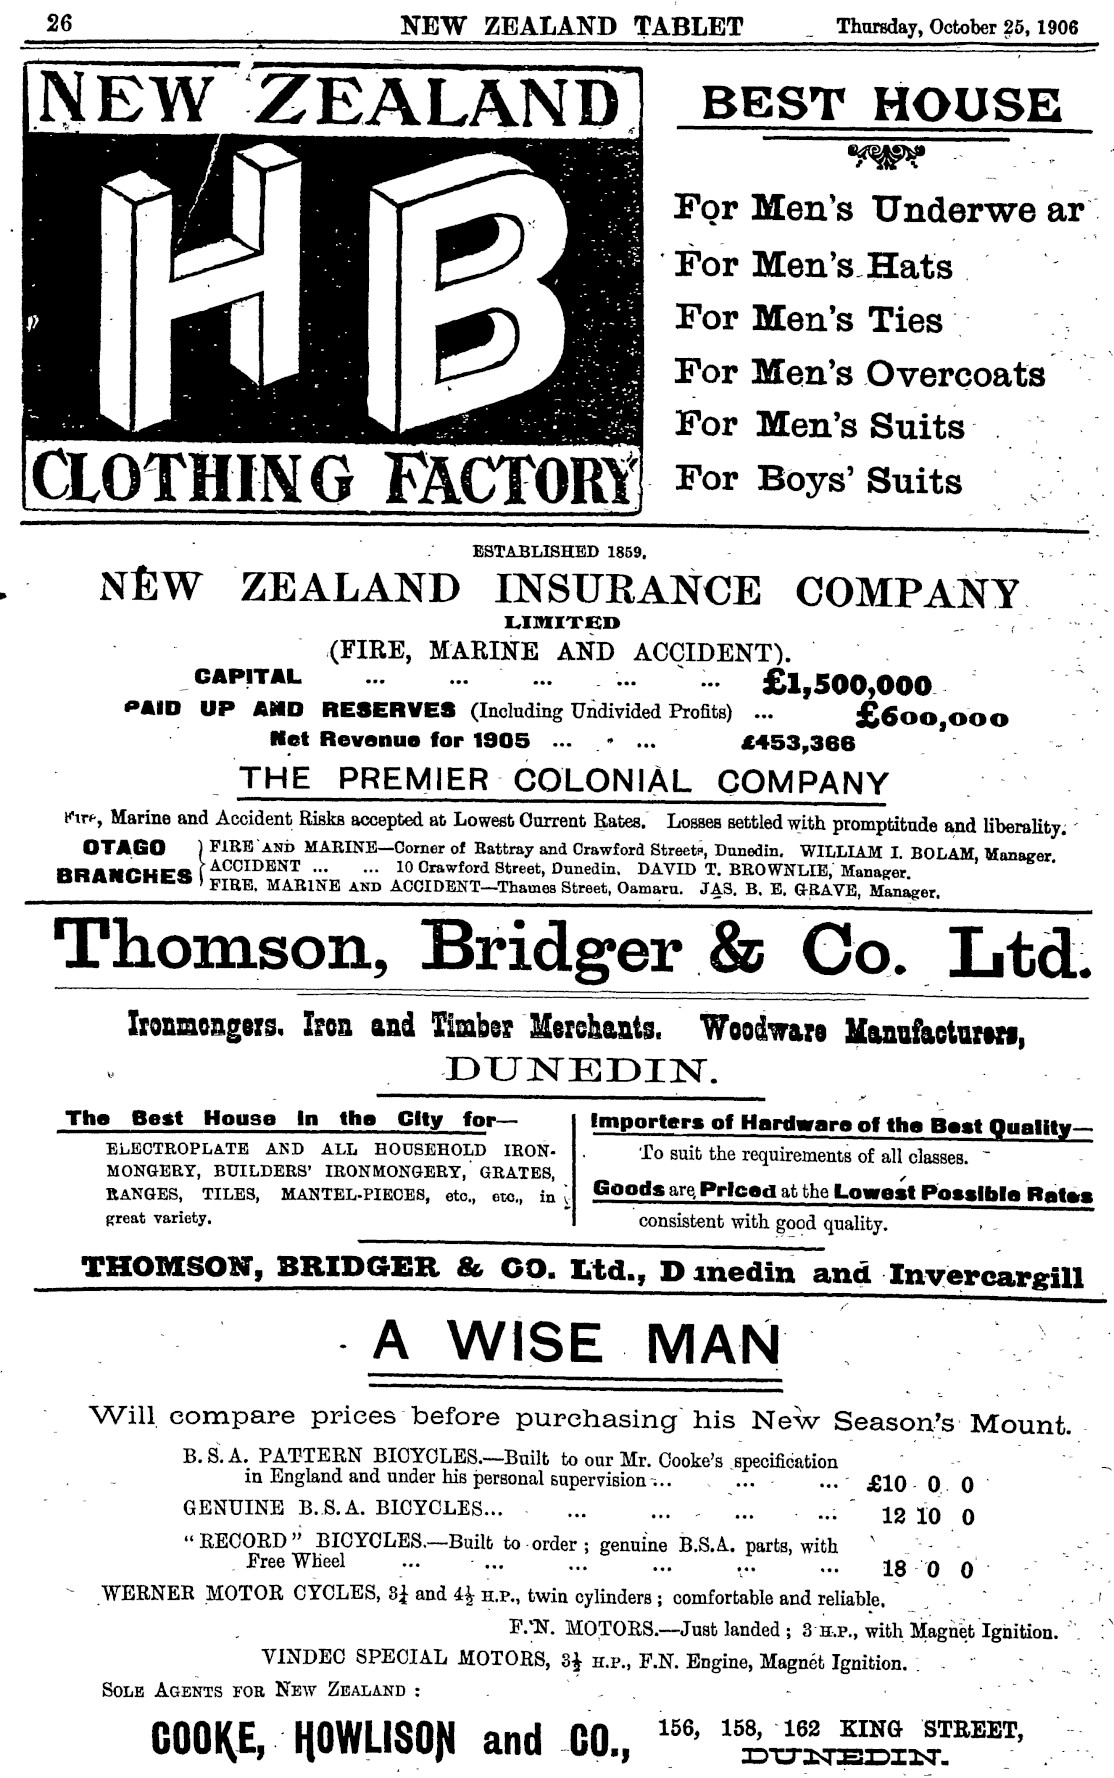 26 NEW ZEALAND TABLET Thursday, October 25, 1906
NEW ZEALAND
HB
CLOTHING FACTORY
BEST HOUSE
For Men's Underwear
For Men's Hats
For Men's Ties
For Men's Overcoats
For Men's Suits
For Boys' Suits
ESTABLISHED 1859.
NEW ZEALAND INSURANCE COMPANY
LIMITED
(FIRE, MARINE AND ACCIDENT).
CAPITAL ... ... ... ... ... £1,500,000
PAID UP AND RESERVES (Including Undivided Profits) ... £600,000
Net Revenue for 1905 ... ... £453,366
THE PREMIER COLONIAL COMPANY
Fire, Marine and Accident Risks accepted at Lowest Current Rates. Losses settled with promptitude and liberality.
OTAGO BRANCHES
FIRE AND MARINE—Corner of Rattray and Crawford Streets, Dunedin. WILLIAM I. BOLAM, Manager.
ACCIDENT ... ... 10 Crawford Street, Dunedin. DAVID T. BROWNLIE, Manager.
FIRE, MARINE AND ACCIDENT—Thames Street, Oamaru. JAS. B. E. GRAVE, Manager.
Thomson, Bridger & Co. Ltd.
Ironmongers. Iron and Timber Merchants. Woodware Manufacturers,
DUNEDIN.
The Best House in the City for—
ELECTROPLATE AND ALL HOUSEHOLD IRON-
MONGERY, BUILDERS' IRONMONGERY, GRATES,
RANGES, TILES, MANTEL-PIECES, etc., etc., in
great variety.
Importers of Hardware of the Best Quality—
To suit the requirements of all classes.
Goods are Priced at the Lowest Possible Rates
consistent with good quality.
THOMSON, BRIDGER & CO. Ltd., Dunedin and Invercargill
A WISE MAN
Will compare prices before purchasing his New Season's Mount.
B.S.A. PATTERN BICYCLES.—Built to our Mr. Cooke's specification
in England and under his personal supervision ... ... ... £10 0 0
GENUINE B.S.A. BICYCLES... ... ... ... ... 12 10 0
"RECORD" BICYCLES.—Built to order; genuine B.S.A. parts, with
Free Wheel ... ... ... ... ... ... 18 0 0
WERNER MOTOR CYCLES, 3¼ and 4½ H.P., twin cylinders; comfortable and reliable.
F.N. MOTORS.—Just landed; 3 H.P., with Magnet Ignition.
VINDEC SPECIAL MOTORS, 3½ H.P., F.N. Engine, Magnet Ignition.
SOLE AGENTS FOR NEW ZEALAND:
COOKE, HOWLISON and CO., 156, 158, 162 KING STREET,
DUNEDIN.